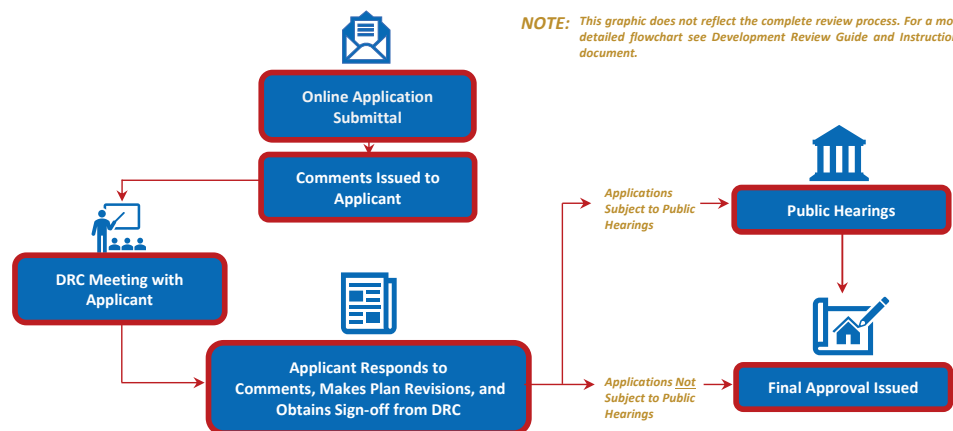 NOTE: This graphic does not reflect the complete review process. For a mo
detailed flowchart see Development Review Guide and Instruction
document.
Online Application
Submittal
Comments Issued to
Applicant
DRC Meeting with
Applicant
Applicant Responds to
Comments, Makes Plan Revisions, and
Obtains Sign-off from DRC
Applications
Subject to Public
Hearings
Public Hearings
Applications Not
Subject to Public
Hearings
Final Approval Issued